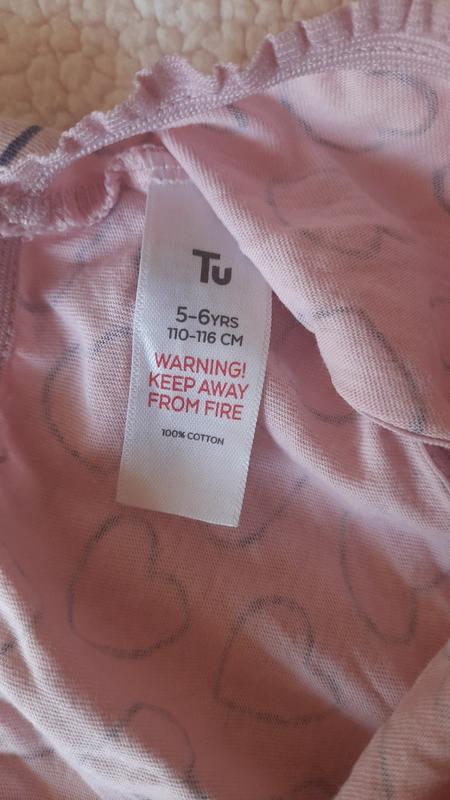 Tu
5-6YRS
110-116 CM
WARNING!
KEEP AWAY
FROM FIRE
100% COTTON